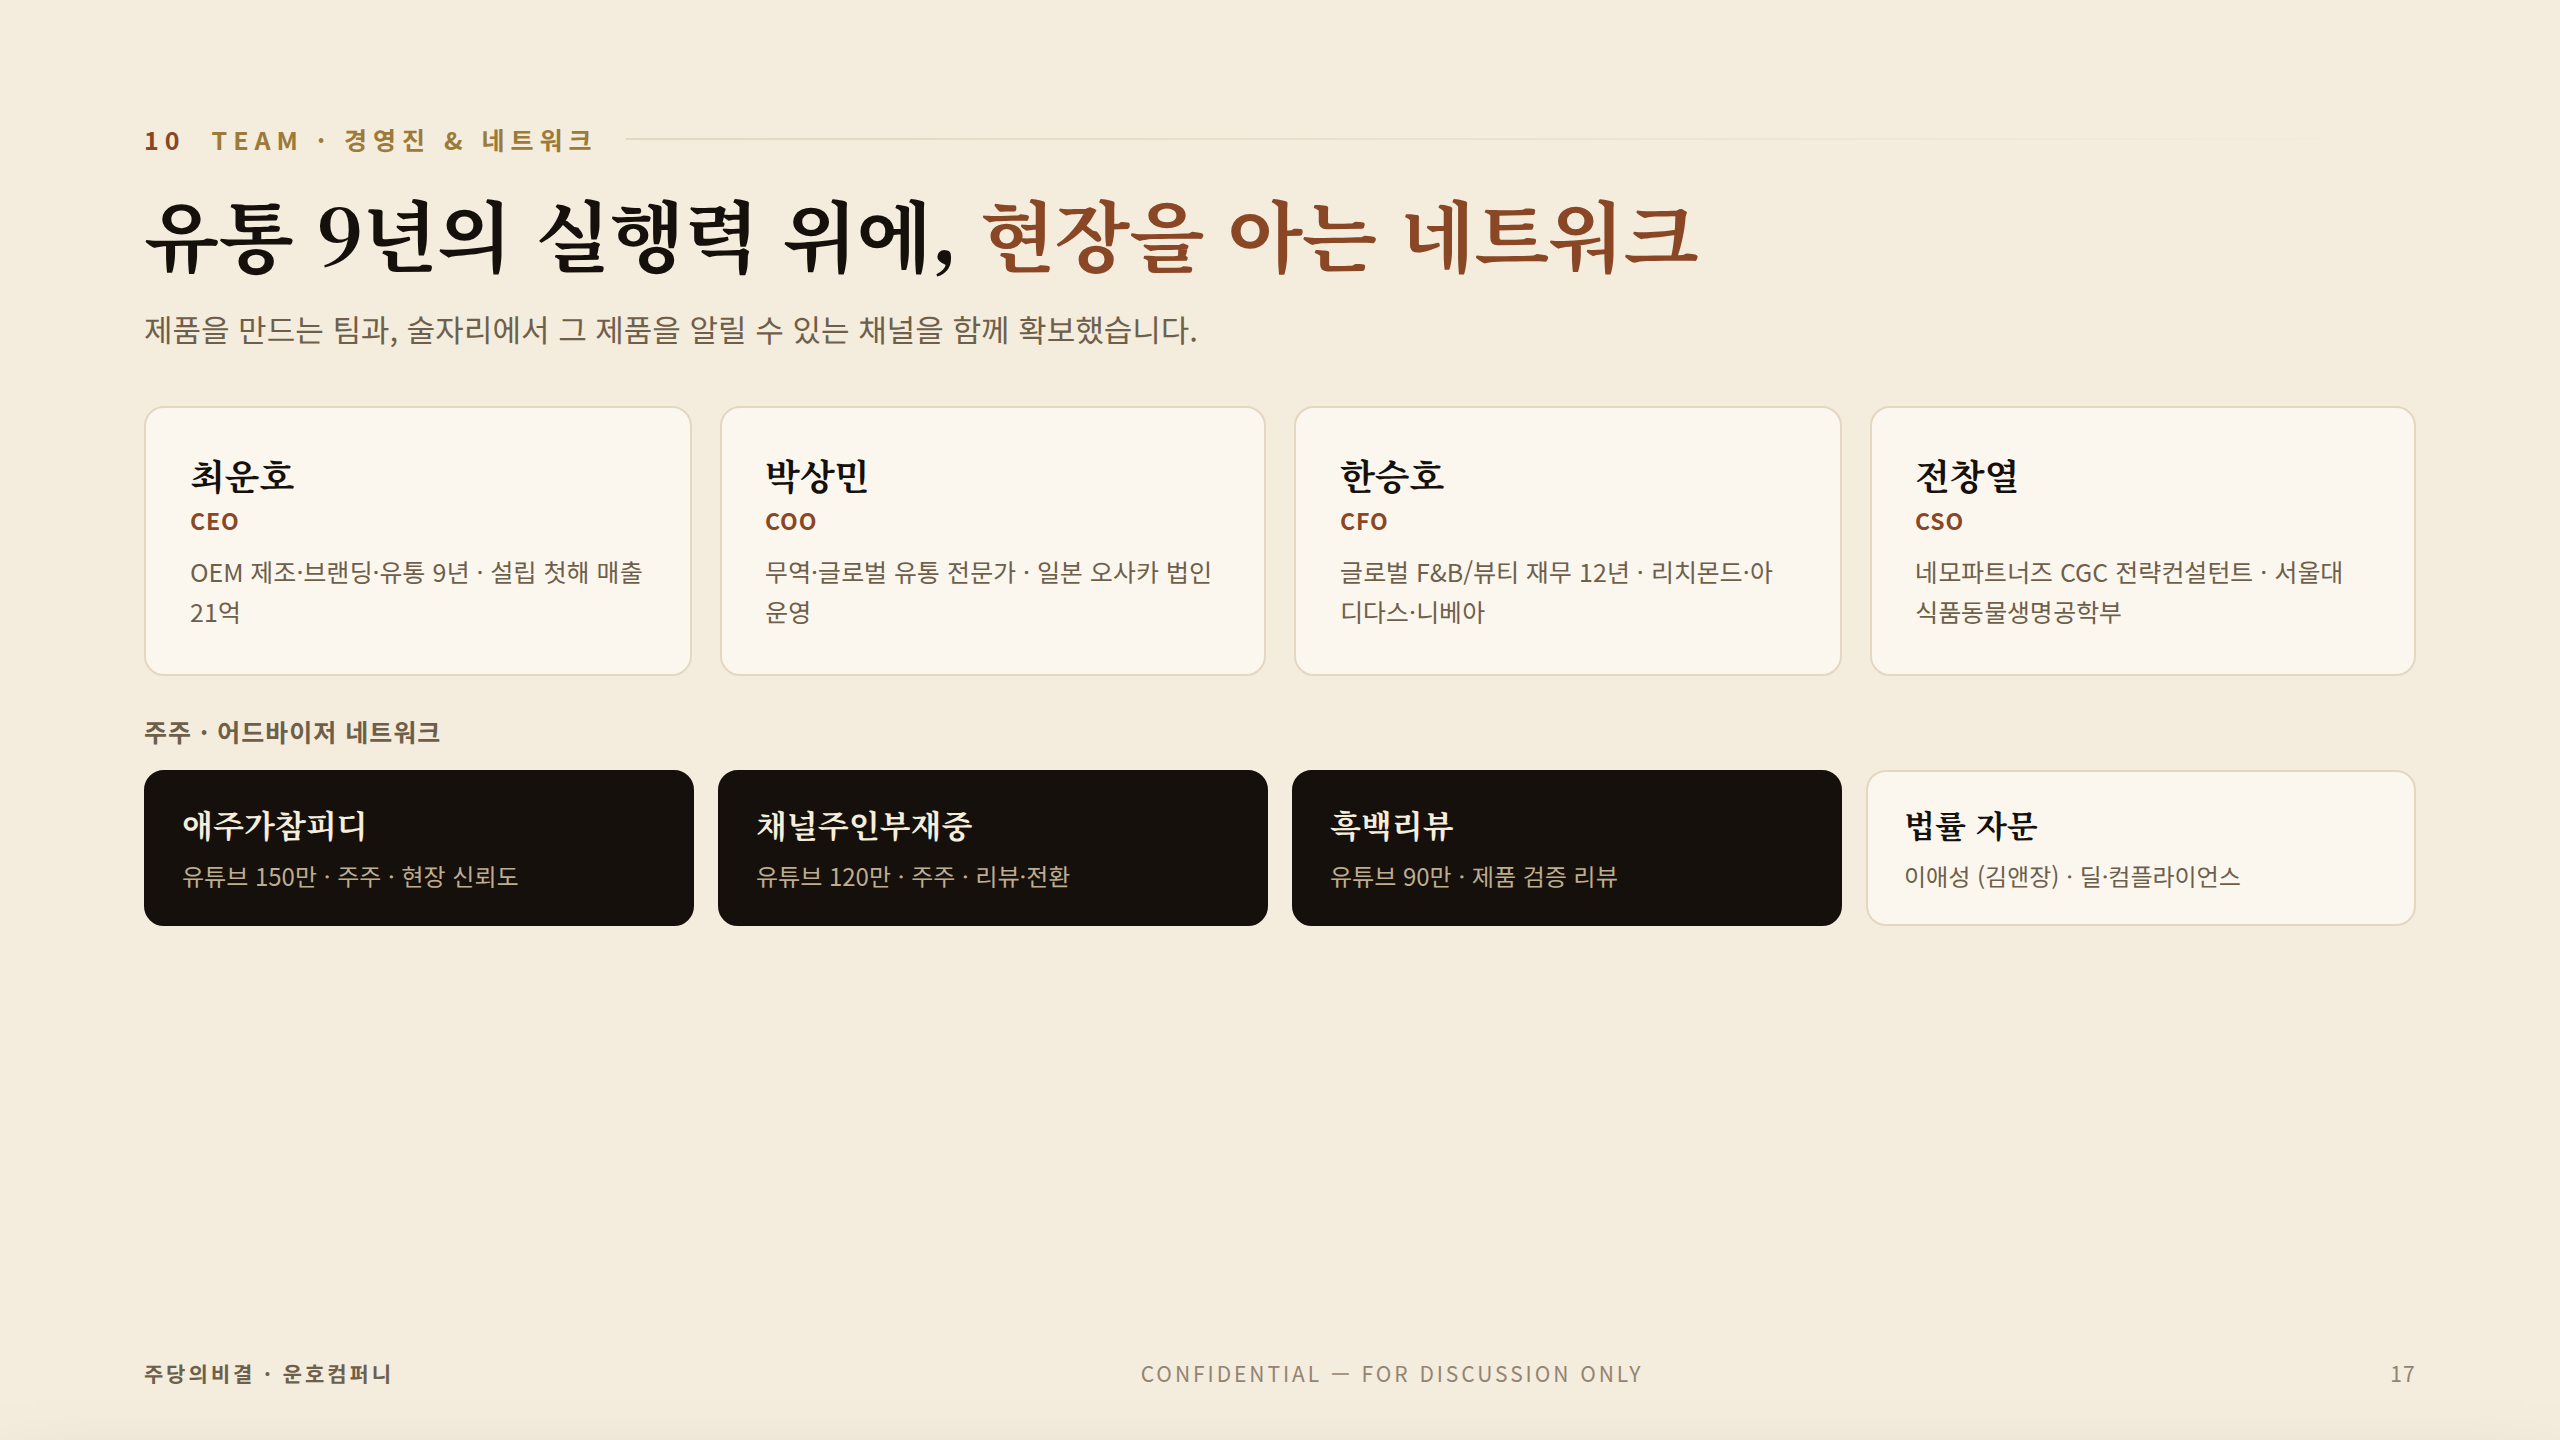 10 TEAM · 경영진 & 네트워크
유통 9년의 실행력 위에, 현장을 아는 네트워크
제품을 만드는 팀과, 술자리에서 그 제품을 알릴 수 있는 채널을 함께 확보했습니다.
최운호
CEO
OEM 제조·브랜딩·유통 9년 · 설립 첫해 매출
21억
박상민
COO
무역·글로벌 유통 전문가 · 일본 오사카 법인
운영
한승호
CFO
글로벌 F&B/뷰티 재무 12년 · 리치몬드·아
디다스·니베아
전창열
CSO
네모파트너즈 CGC 전략컨설턴트 · 서울대
식품동물생명공학부
주주 · 어드바이저 네트워크
애주가참피디
유튜브 150만 · 주주 · 현장 신뢰도
채널주인부재중
유튜브 120만 · 주주 · 리뷰·전환
흑백리뷰
유튜브 90만 · 제품 검증 리뷰
법률 자문
이애성 (김앤장) · 딜·컴플라이언스
주당의비결 · 운호컴퍼니
CONFIDENTIAL — FOR DISCUSSION ONLY
17